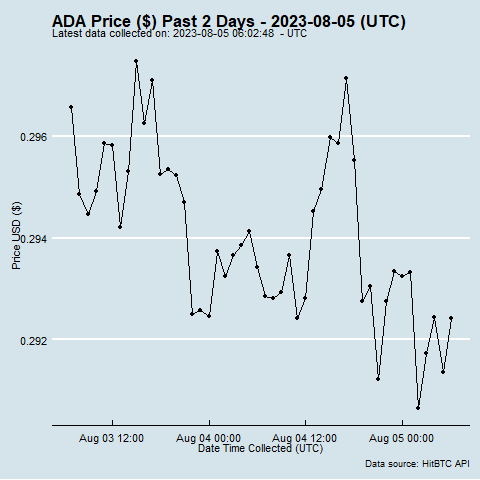 ADA Price ($) Past 2 Days - 2023-08-05 (UTC)
Latest data collected on: 2023-08-05 06:02:48 - UTC
0.296
0.294
0.292
Price USD ($)
Aug 03 12:00 Aug 04 00:00 Aug 04 12:00 Aug 05 00:00
Date Time Collected (UTC)
Data source: HitBTC API